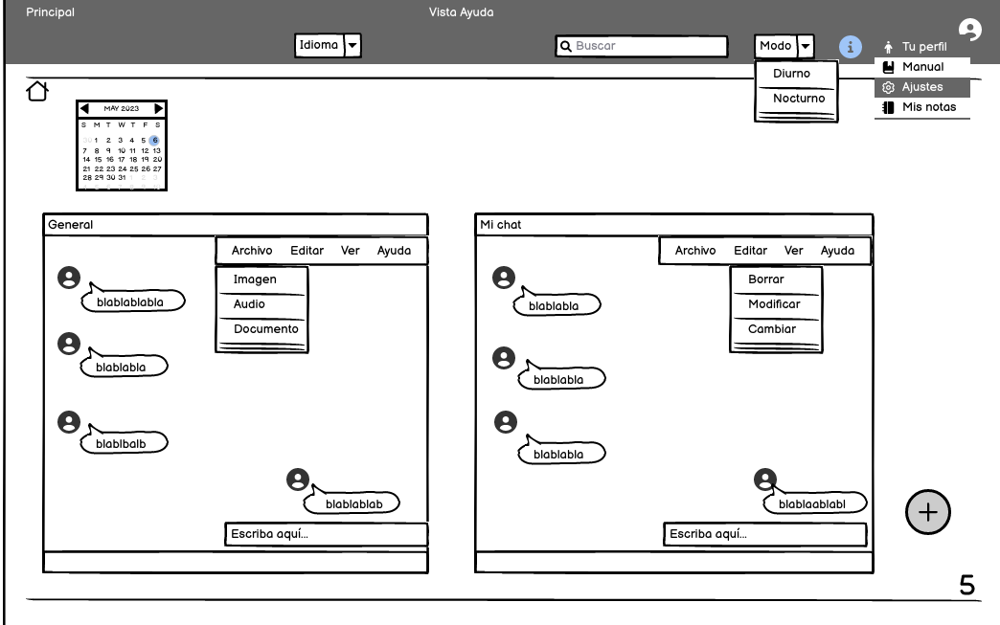 Principal
Vista Ayuda
Idioma
Buscar
Modo
Diurno
Nocturno
i
Tu perfil
Manual
Ajustes
Mis notas
MAY 2023
S M T W T F S
30 1 2 3 4 5 6
7 8 9 10 11 12 13
14 15 16 17 18 19 20
21 22 23 24 25 26 27
28 29 30 31 1 2 3
General
Archivo Editar Ver Ayuda
Imagen
Audio
Documento
blablablabla
blablabla
blablbalb
blablablab
Escriba aquí...
Mi chat
Archivo Editar Ver Ayuda
Borrar
Modificar
Cambiar
blablabla
blablabla
blablabla
blablaablabl
Escriba aquí...
5